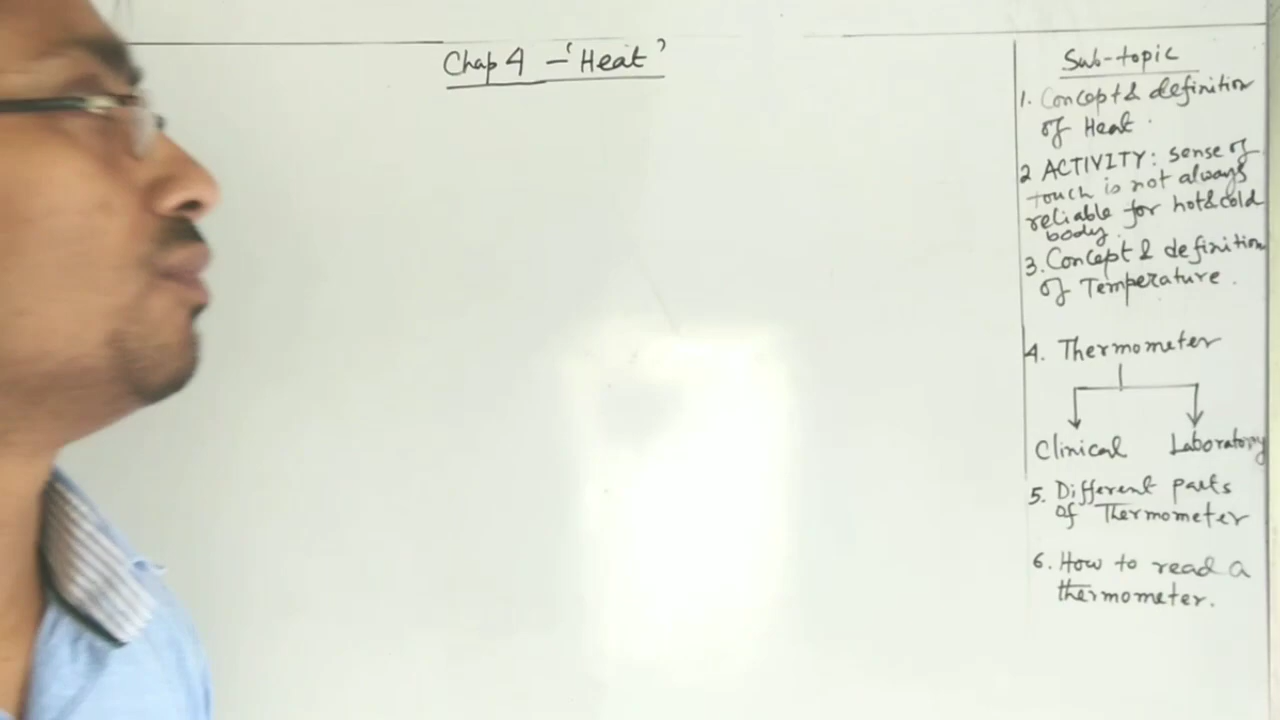 Chap 4 - 'Heat'
Sub-topic
1. Concept & definition
of Heat.
2 ACTIVITY: sense of
touch is not always
reliable for hot & cold
body.
3. Concept & definition
of Temperature.
4. Thermometer
Clinical Laboratory
5. Different parts
of Thermometer
6. How to read a
thermometer.